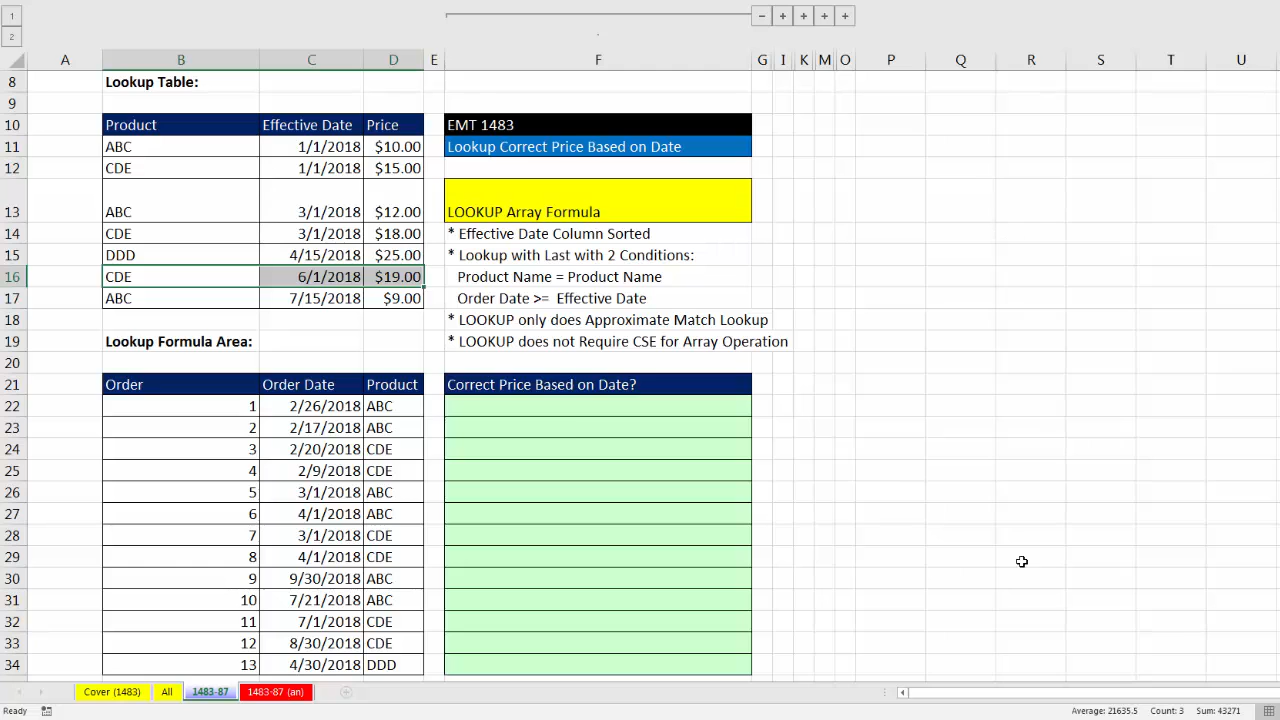 1
2
A B C D E F G I K M O P Q R S T U
8 Lookup Table:
9
10 Product Effective Date Price EMT 1483
11 ABC 1/1/2018 $10.00 Lookup Correct Price Based on Date
12 CDE 1/1/2018 $15.00
13 ABC 3/1/2018 $12.00 LOOKUP Array Formula
14 CDE 3/1/2018 $18.00 * Effective Date Column Sorted
15 DDD 4/15/2018 $25.00 * Lookup with Last with 2 Conditions:
16 CDE 6/1/2018 $19.00 Product Name = Product Name
17 ABC 7/15/2018 $9.00 Order Date >= Effective Date
18 * LOOKUP only does Approximate Match Lookup
19 Lookup Formula Area: * LOOKUP does not Require CSE for Array Operation
20
21 Order Order Date Product Correct Price Based on Date?
22 1 2/26/2018 ABC
23 2 2/17/2018 ABC
24 3 2/20/2018 CDE
25 4 2/9/2018 CDE
26 5 3/1/2018 ABC
27 6 4/1/2018 ABC
28 7 3/1/2018 CDE
29 8 4/1/2018 CDE
30 9 9/30/2018 ABC
31 10 7/21/2018 ABC
32 11 7/1/2018 CDE
33 12 8/30/2018 CDE
34 13 4/30/2018 DDD
Cover (1483) All 1483-87 1483-87 (an)
Ready Average: 21635.5 Count: 3 Sum: 43271